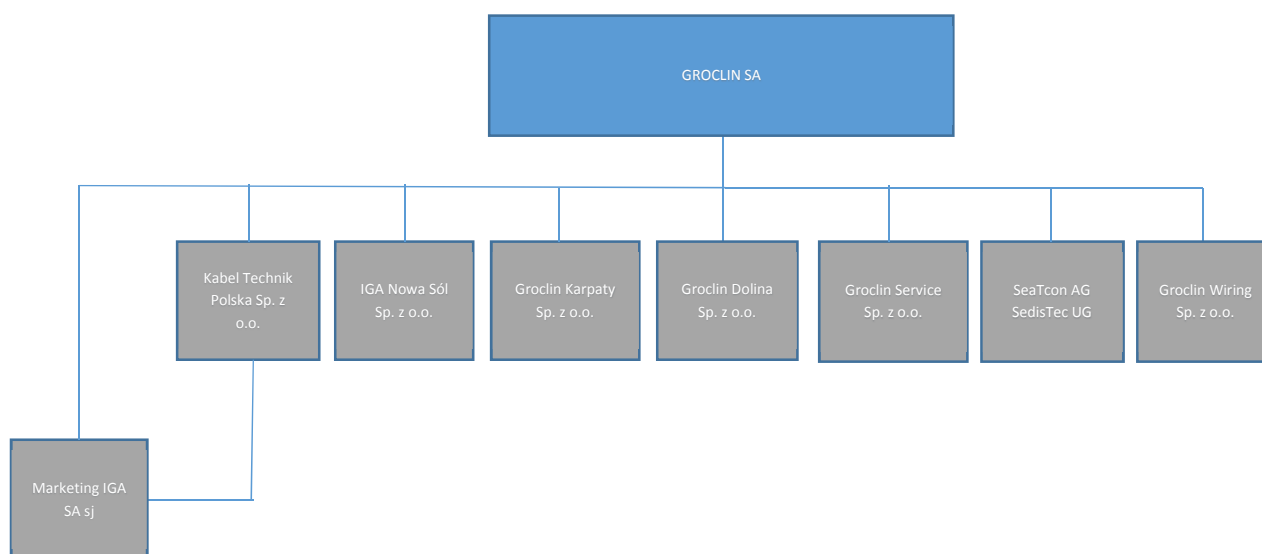 GROCLIN SA
Kabel Technik
Polska Sp. z
o.o.
IGA Nowa Sól
Sp. z o.o.
Groclin Karpaty
Sp. z o.o.
Groclin Dolina
Sp. z o.o.
Groclin Service
Sp. z o.o.
SeaTcon AG
SedisTec UG
Groclin Wiring
Sp. z o.o.
Marketing IGA
SA sj